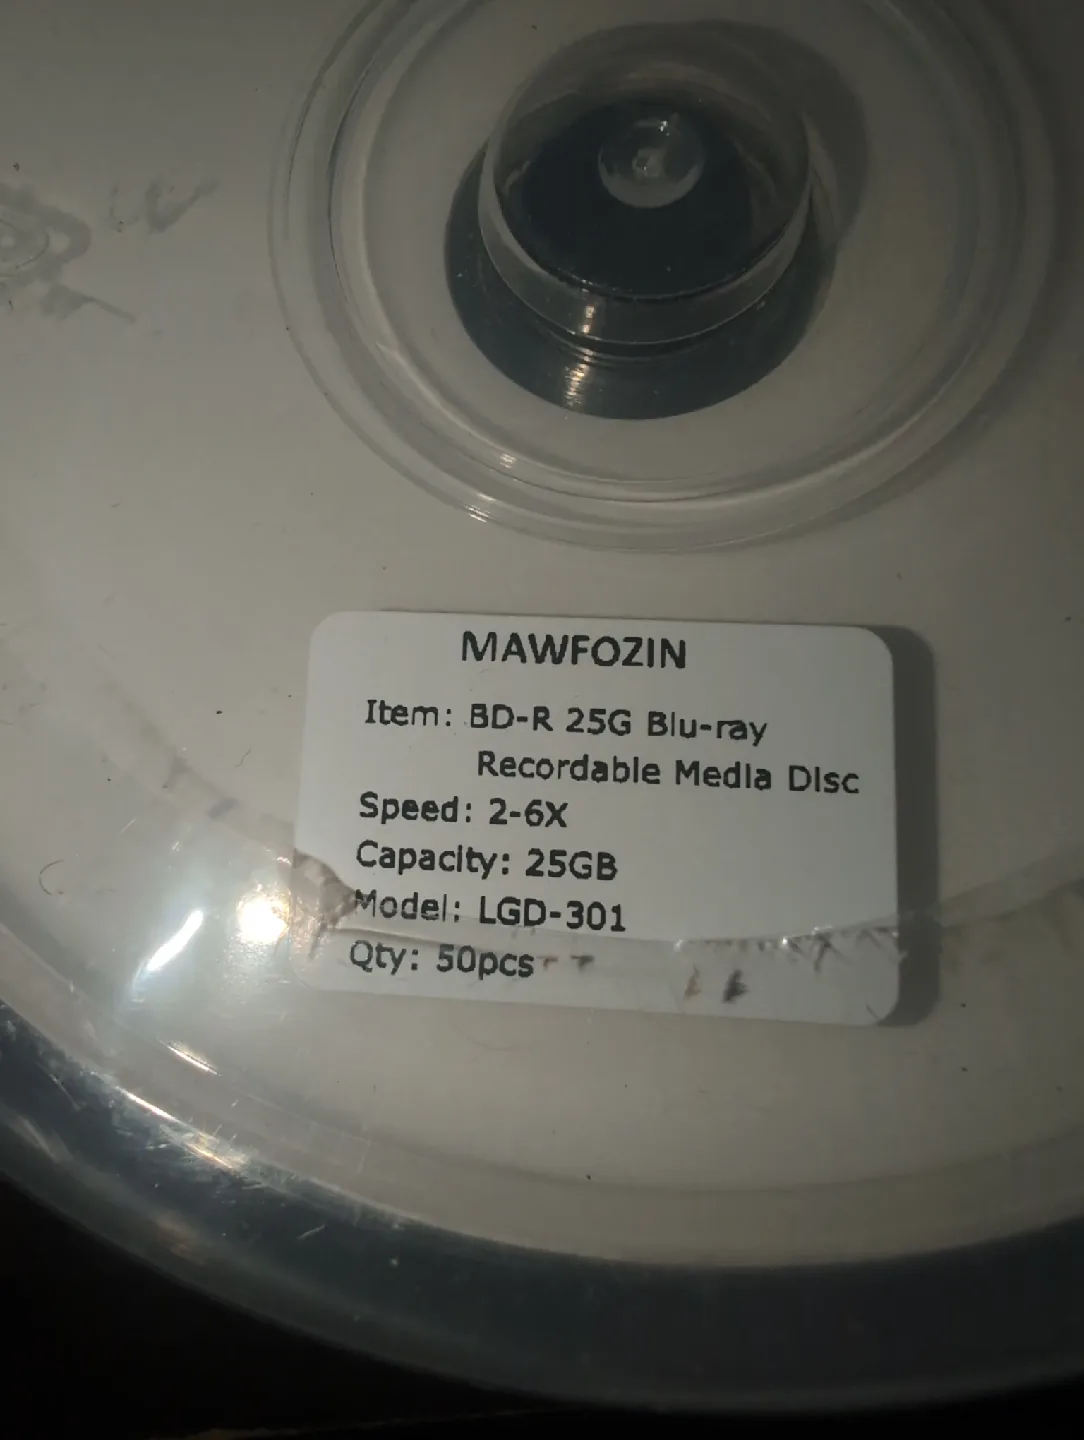 MAWFOZIN
Item: BD-R 25G Blu-ray
Recordable Media Disc
Speed: 2-6X
Capacity: 25GB
Model: LGD-301
Qty: 50pcs